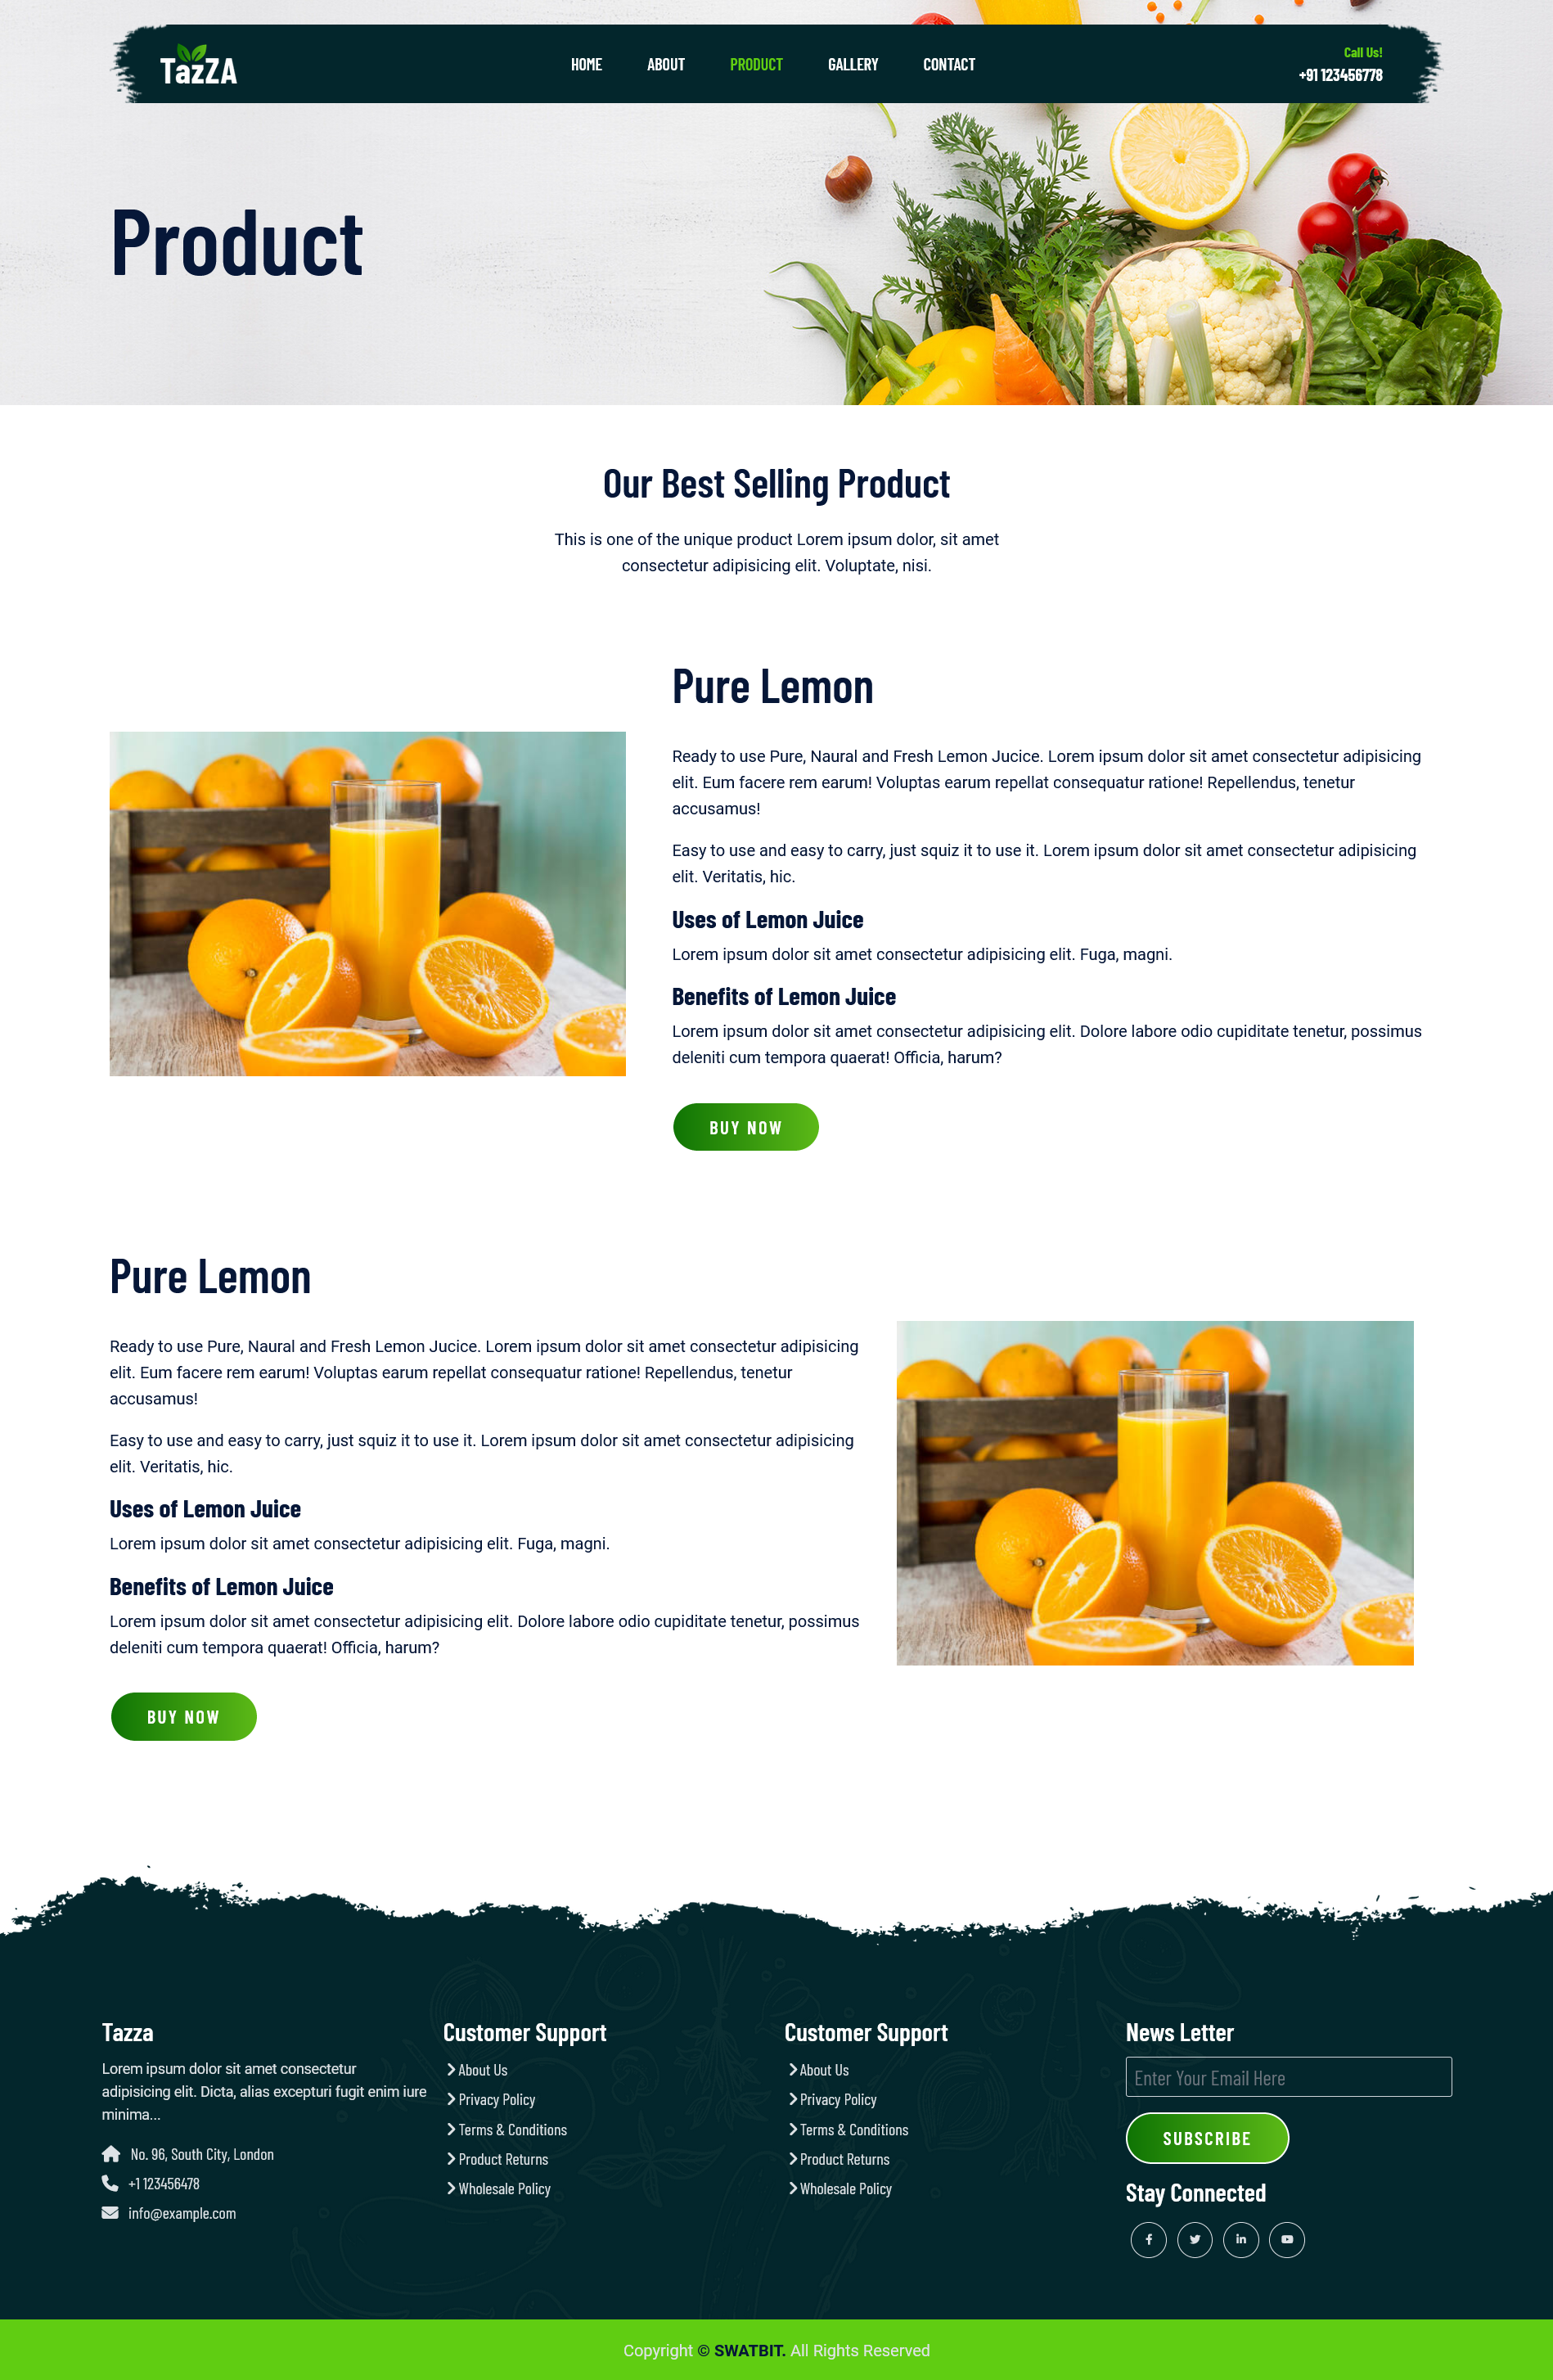 TazZA
HOME
ABOUT
PRODUCT
GALLERY
CONTACT
Call Us!
+91 123456778
Product
Our Best Selling Product
This is one of the unique product Lorem ipsum dolor, sit amet
consectetur adipisicing elit. Voluptate, nisi.
Pure Lemon
Ready to use Pure, Naural and Fresh Lemon Jucice. Lorem ipsum dolor sit amet consectetur adipisicing
elit. Eum facere rem earum! Voluptas earum repellat consequatur ratione! Repellendus, tenetur
accusamus!
Easy to use and easy to carry, just squiz it to use it. Lorem ipsum dolor sit amet consectetur adipisicing
elit. Veritatis, hic.
Uses of Lemon Juice
Lorem ipsum dolor sit amet consectetur adipisicing elit. Fuga, magni.
Benefits of Lemon Juice
Lorem ipsum dolor sit amet consectetur adipisicing elit. Dolore labore odio cupiditate tenetur, possimus
deleniti cum tempora quaerat! Officia, harum?
BUY NOW
Pure Lemon
Ready to use Pure, Naural and Fresh Lemon Jucice. Lorem ipsum dolor sit amet consectetur adipisicing
elit. Eum facere rem earum! Voluptas earum repellat consequatur ratione! Repellendus, tenetur
accusamus!
Easy to use and easy to carry, just squiz it to use it. Lorem ipsum dolor sit amet consectetur adipisicing
elit. Veritatis, hic.
Uses of Lemon Juice
Lorem ipsum dolor sit amet consectetur adipisicing elit. Fuga, magni.
Benefits of Lemon Juice
Lorem ipsum dolor sit amet consectetur adipisicing elit. Dolore labore odio cupiditate tenetur, possimus
deleniti cum tempora quaerat! Officia, harum?
BUY NOW
Tazza
Lorem ipsum dolor sit amet consectetur
adipisicing elit. Dicta, alias excepturi fugit enim iure
minima...
No. 96, South City, London
+1 123456478
info@example.com
Customer Support
About Us
Privacy Policy
Terms & Conditions
Product Returns
Wholesale Policy
Customer Support
About Us
Privacy Policy
Terms & Conditions
Product Returns
Wholesale Policy
News Letter
Enter Your Email Here
SUBSCRIBE
Stay Connected
Copyright © SWATBIT. All Rights Reserved